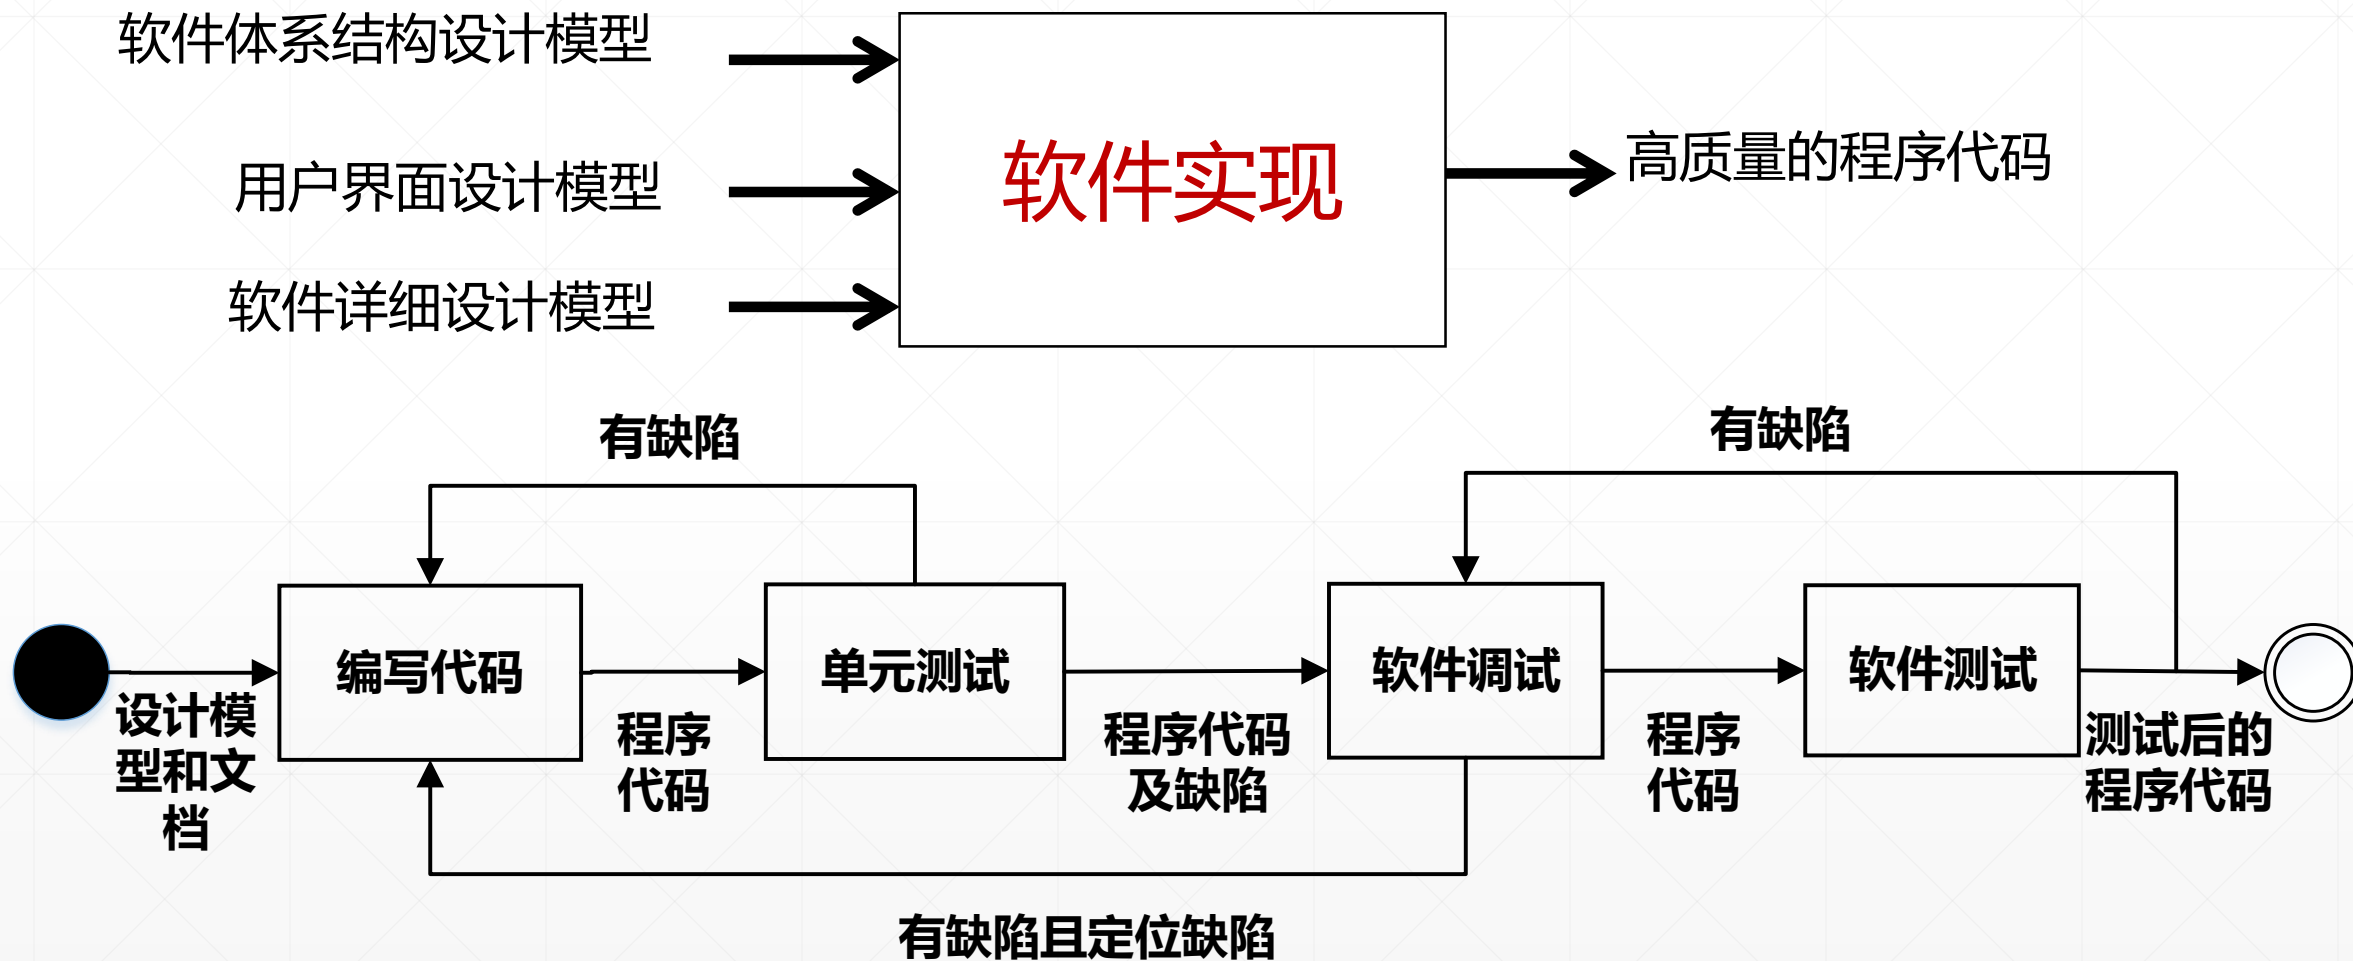 软件体系结构设计模型
用户界面设计模型
软件详细设计模型
软件实现
高质量的程序代码
有缺陷
有缺陷
编写代码
单元测试
软件调试
软件测试
设计模
型和文
档
程序
代码
程序代码
及缺陷
程序
代码
测试后的
程序代码
有缺陷且定位缺陷